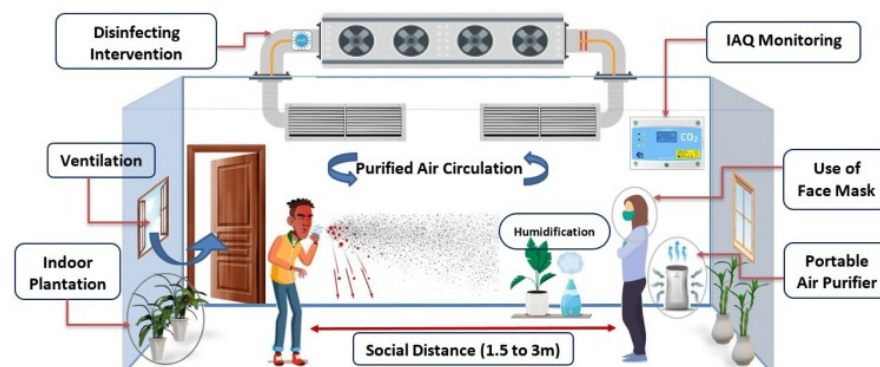 Disinfecting
Intervention
IAQ Monitoring
CO₂
Ventilation
Purified Air Circulation
Use of
Face Mask
Indoor
Plantation
Humidification
Portable
Air Purifier
Social Distance (1.5 to 3m)